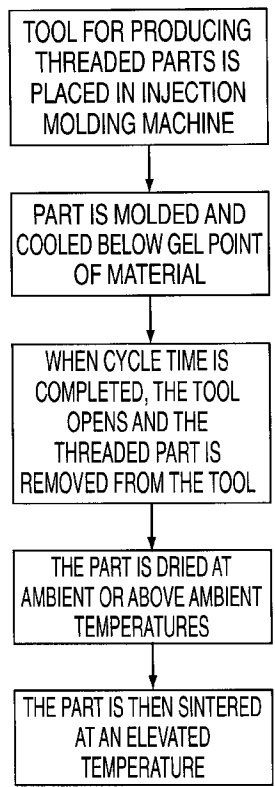 TOOL FOR PRODUCING
THREADED PARTS IS
PLACED IN INJECTION
MOLDING MACHINE
PART IS MOLDED AND
COOLED BELOW GEL POINT
OF MATERIAL
WHEN CYCLE TIME IS
COMPLETED, THE TOOL
OPENS AND THE
THREADED PART IS
REMOVED FROM THE TOOL
THE PART IS DRIED AT
AMBIENT OR ABOVE AMBIENT
TEMPERATURES
THE PART IS THEN SINTERED
AT AN ELEVATED
TEMPERATURE